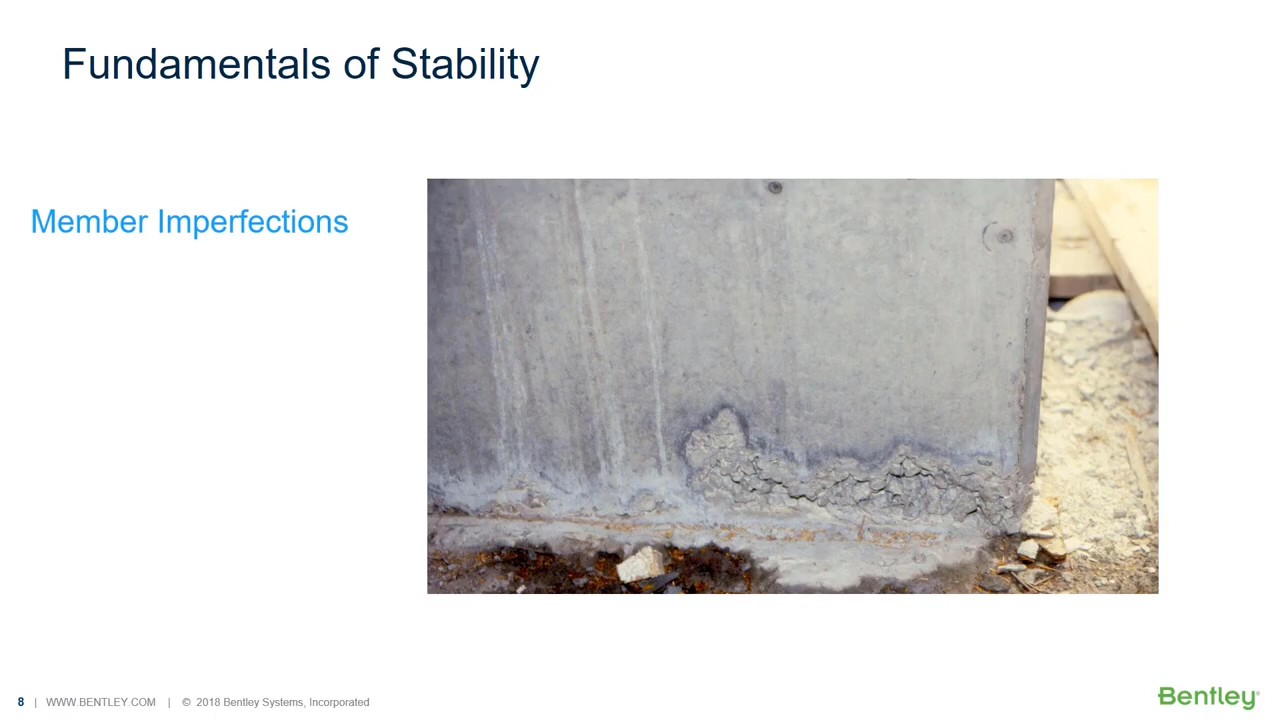 Fundamentals of Stability
Member Imperfections
8 | WWW.BENTLEY.COM | © 2018 Bentley Systems, Incorporated
Bentley®